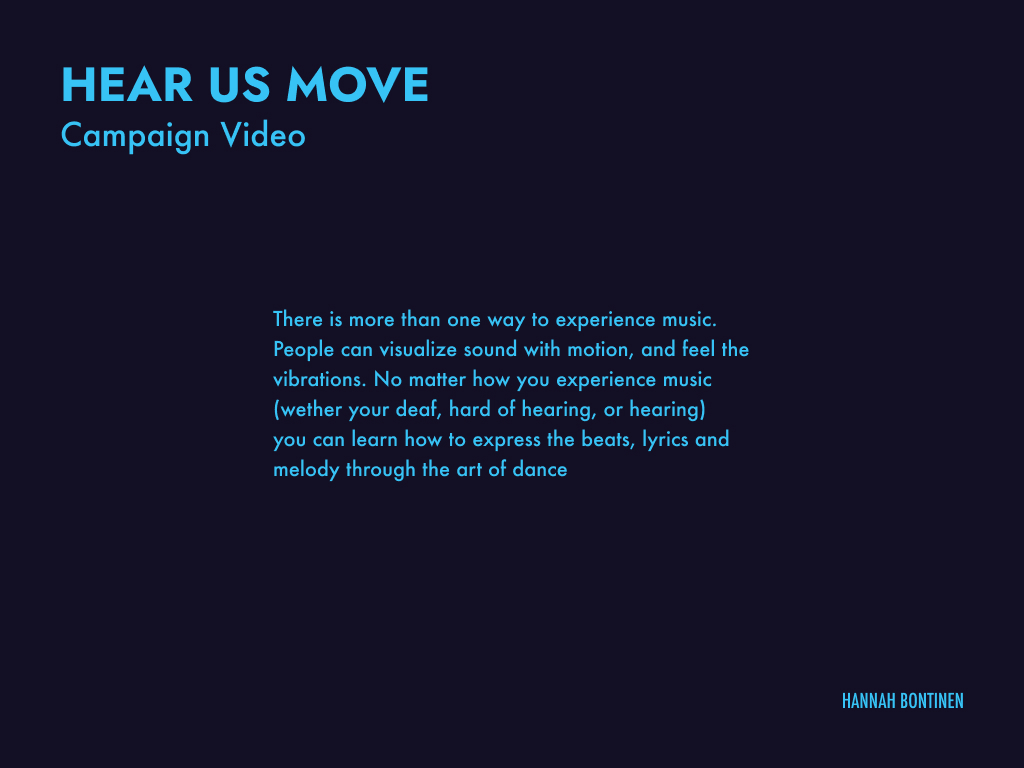 HEAR US MOVE
Campaign Video
There is more than one way to experience music.
People can visualize sound with motion, and feel the
vibrations. No matter how you experience music
(wether your deaf, hard of hearing, or hearing)
you can learn how to express the beats, lyrics and
melody through the art of dance
HANNAH BONTINEN